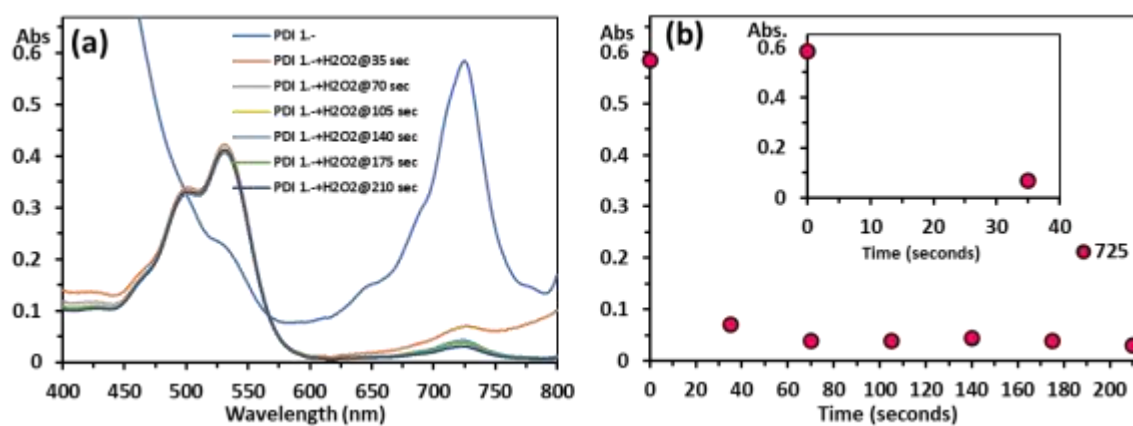 (a)
Abs
0.6
0.5
0.4
0.3
0.2
0.1
0
400 450 500 550 600 650 700 750 800
Wavelength (nm)
PDI 1.-
PDI 1.-+H2O2@35 sec
PDI 1.-+H2O2@70 sec
PDI 1.-+H2O2@105 sec
PDI 1.-+H2O2@140 sec
PDI 1.-+H2O2@175 sec
PDI 1.-+H2O2@210 sec
(b)
Abs
0.6
0.5
0.4
0.3
0.2
0.1
0
0 20 40 60 80 100 120 140 160 180 200
Time (seconds)
Abs.
0.6
0.4
0.2
0
0 10 20 30 40
Time (seconds)
725